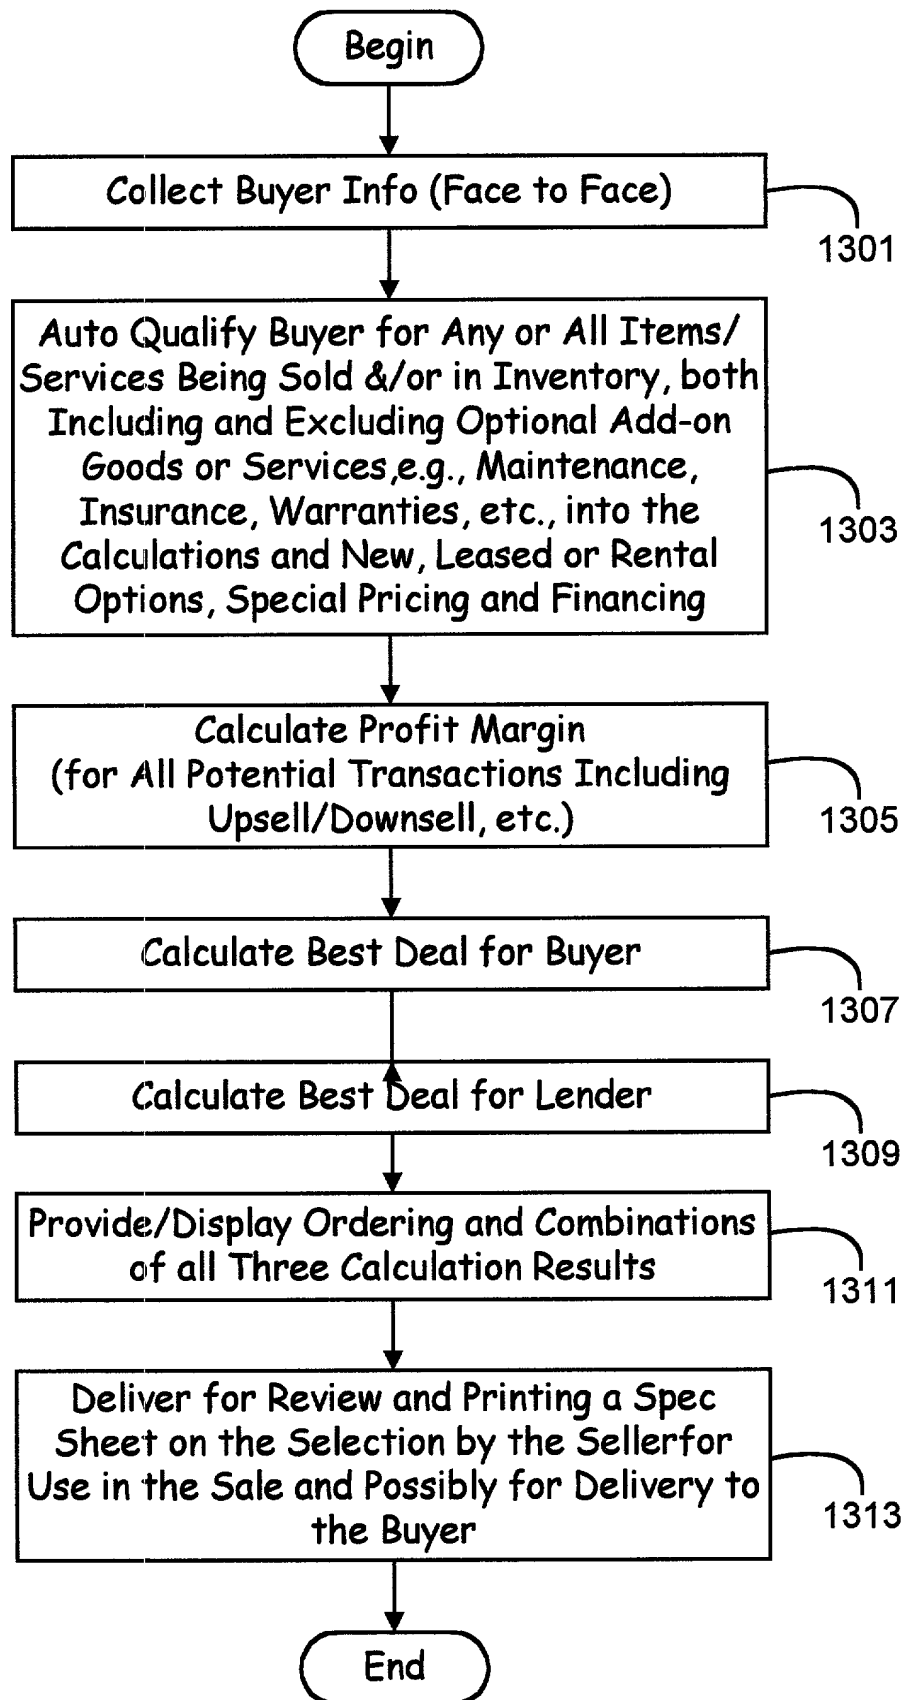 Begin
Collect Buyer Info (Face to Face)
1301
Auto Qualify Buyer for Any or All Items/
Services Being Sold &/or in Inventory, both
Including and Excluding Optional Add-on
Goods or Services,e.g., Maintenance,
Insurance, Warranties, etc., into the
Calculations and New, Leased or Rental
Options, Special Pricing and Financing
1303
Calculate Profit Margin
(for All Potential Transactions Including
Upsell/Downsell, etc.)
1305
Calculate Best Deal for Buyer
1307
Calculate Best Deal for Lender
1309
Provide/Display Ordering and Combinations
of all Three Calculation Results
1311
Deliver for Review and Printing a Spec
Sheet on the Selection by the Sellerfor
Use in the Sale and Possibly for Delivery to
the Buyer
1313
End